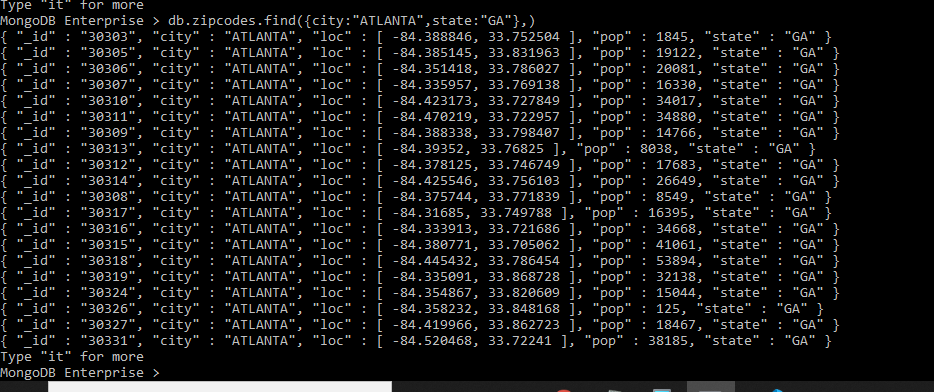 Type "it" for more
MongoDB Enterprise > db.zipcodes.find({city:"ATLANTA",state:"GA"},)
{ "_id" : "30303", "city" : "ATLANTA", "loc" : [ -84.388846, 33.752504 ], "pop" : 1845, "state" : "GA" }
{ "_id" : "30305", "city" : "ATLANTA", "loc" : [ -84.385145, 33.831963 ], "pop" : 19122, "state" : "GA" }
{ "_id" : "30306", "city" : "ATLANTA", "loc" : [ -84.351418, 33.786027 ], "pop" : 20081, "state" : "GA" }
{ "_id" : "30307", "city" : "ATLANTA", "loc" : [ -84.335957, 33.769138 ], "pop" : 16330, "state" : "GA" }
{ "_id" : "30310", "city" : "ATLANTA", "loc" : [ -84.423173, 33.727849 ], "pop" : 34017, "state" : "GA" }
{ "_id" : "30311", "city" : "ATLANTA", "loc" : [ -84.470219, 33.722957 ], "pop" : 34880, "state" : "GA" }
{ "_id" : "30309", "city" : "ATLANTA", "loc" : [ -84.388338, 33.798407 ], "pop" : 14766, "state" : "GA" }
{ "_id" : "30313", "city" : "ATLANTA", "loc" : [ -84.39352, 33.76825 ], "pop" : 8038, "state" : "GA" }
{ "_id" : "30312", "city" : "ATLANTA", "loc" : [ -84.378125, 33.746749 ], "pop" : 17683, "state" : "GA" }
{ "_id" : "30314", "city" : "ATLANTA", "loc" : [ -84.425546, 33.756103 ], "pop" : 26649, "state" : "GA" }
{ "_id" : "30308", "city" : "ATLANTA", "loc" : [ -84.375744, 33.771839 ], "pop" : 8549, "state" : "GA" }
{ "_id" : "30317", "city" : "ATLANTA", "loc" : [ -84.31685, 33.749788 ], "pop" : 16395, "state" : "GA" }
{ "_id" : "30316", "city" : "ATLANTA", "loc" : [ -84.333913, 33.721686 ], "pop" : 34668, "state" : "GA" }
{ "_id" : "30315", "city" : "ATLANTA", "loc" : [ -84.380771, 33.705062 ], "pop" : 41061, "state" : "GA" }
{ "_id" : "30318", "city" : "ATLANTA", "loc" : [ -84.445432, 33.786454 ], "pop" : 53894, "state" : "GA" }
{ "_id" : "30319", "city" : "ATLANTA", "loc" : [ -84.335091, 33.868728 ], "pop" : 32138, "state" : "GA" }
{ "_id" : "30324", "city" : "ATLANTA", "loc" : [ -84.354867, 33.820609 ], "pop" : 15044, "state" : "GA" }
{ "_id" : "30326", "city" : "ATLANTA", "loc" : [ -84.358232, 33.848168 ], "pop" : 125, "state" : "GA" }
{ "_id" : "30327", "city" : "ATLANTA", "loc" : [ -84.419966, 33.862723 ], "pop" : 18467, "state" : "GA" }
{ "_id" : "30331", "city" : "ATLANTA", "loc" : [ -84.520468, 33.72241 ], "pop" : 38185, "state" : "GA" }
Type "it" for more
MongoDB Enterprise >